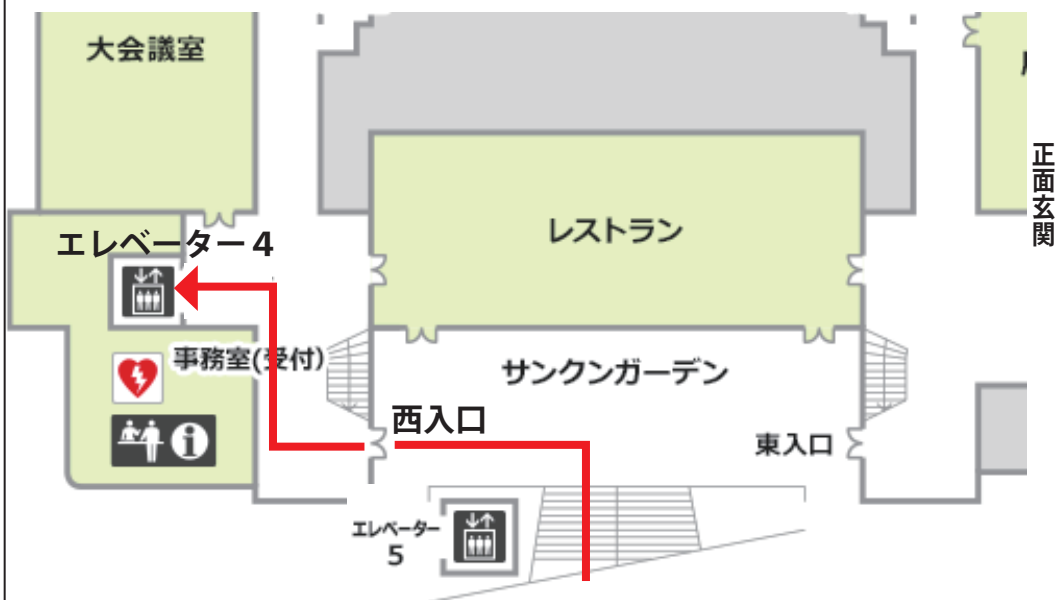 大会議室
正面玄関
エレベーター4
レストラン
事務室(受付)
サンクンガーデン
西入口
東入口
エレベーター
5